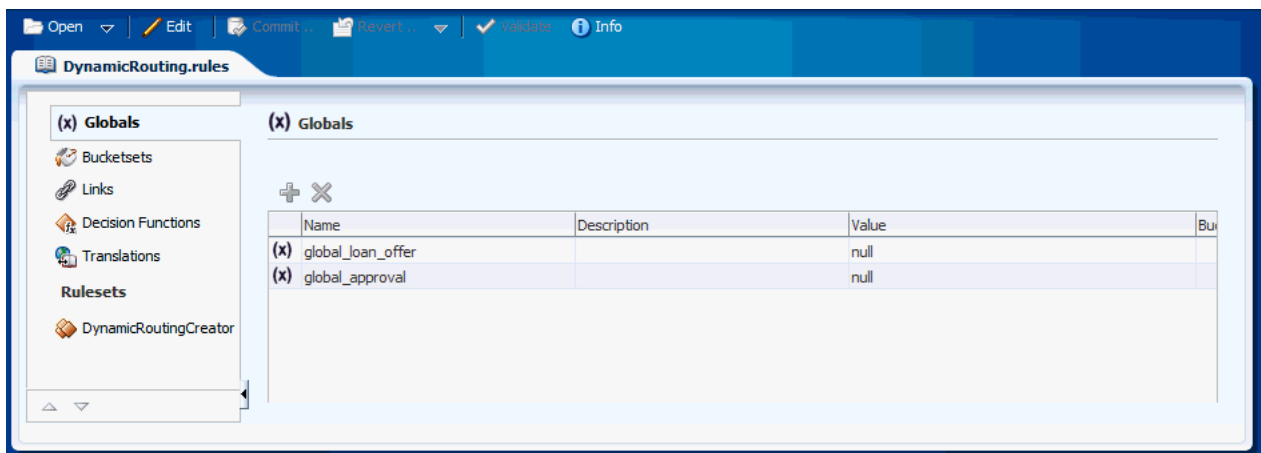 Open Edit Commit .. Revert .. Validate Info
DynamicRouting.rules
(x) Globals
Bucketsets
Links
Decision Functions
Translations
Rulesets
DynamicRoutingCreator
(x) Globals
Name Description Value Bu
(x) global_loan_offer null
(x) global_approval null